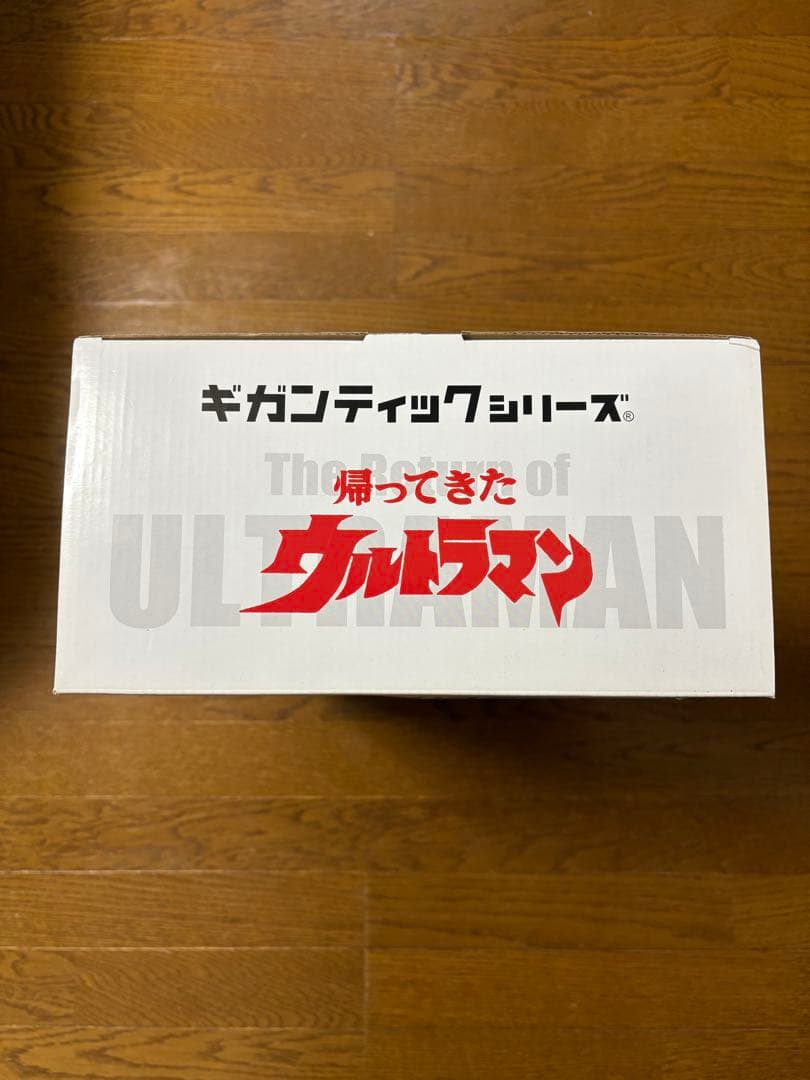 ギガンティックシリーズ®
The Return of
帰ってきた
ULTRAMAN
ウルトラマン